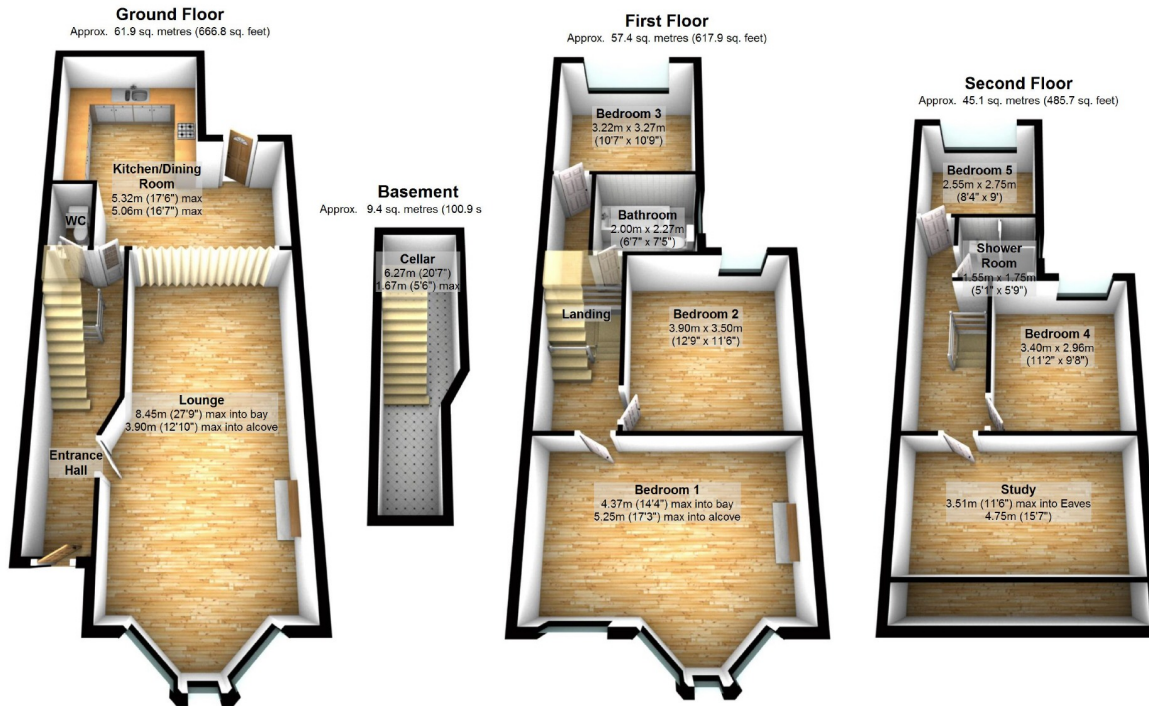 Ground Floor
Approx. 61.9 sq. metres (666.8 sq. feet)
Kitchen/Dining
Room
5.32m (17'6") max
5.06m (16'7") max
WC
Lounge
8.45m (27'9") max into bay
3.90m (12'10") max into alcove
Entrance
Hall
Basement
Approx. 9.4 sq. metres (100.9 s
Cellar
6.27m (20'7")
1.67m (5'6") max
First Floor
Approx. 57.4 sq. metres (617.9 sq. feet)
Bedroom 3
3.22m x 3.27m
(10'7" x 10'9")
Bathroom
2.00m x 2.27m
(6'7" x 7'5")
Landing
Bedroom 2
3.90m x 3.50m
(12'9" x 11'6")
Bedroom 1
4.37m (14'4") max into bay
5.25m (17'3") max into alcove
Second Floor
Approx. 45.1 sq. metres (485.7 sq. feet)
Bedroom 5
2.55m x 2.75m
(8'4" x 9')
Shower
Room
1.55m x 1.75m
(5'1" x 5'9")
Bedroom 4
3.40m x 2.96m
(11'2" x 9'8")
Study
3.51m (11'6") max into Eaves
4.75m (15'7")